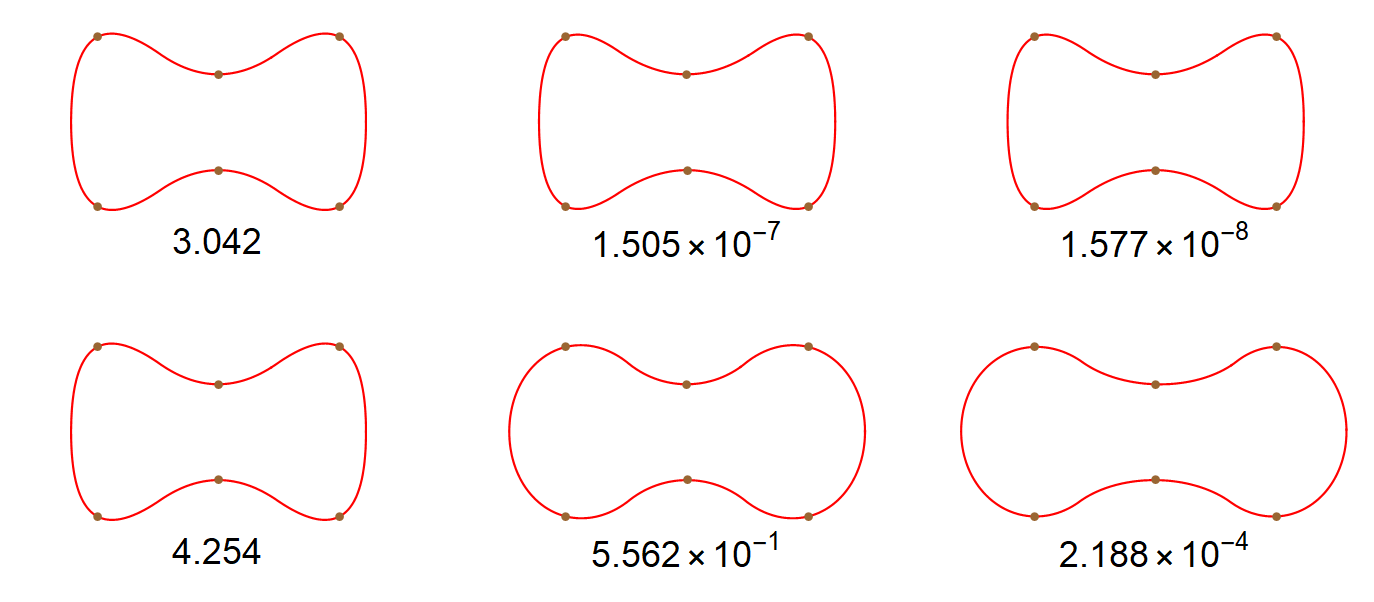 3.042
1.505 × 10⁻⁷
1.577 × 10⁻⁸
4.254
5.562 × 10⁻¹
2.188 × 10⁻⁴